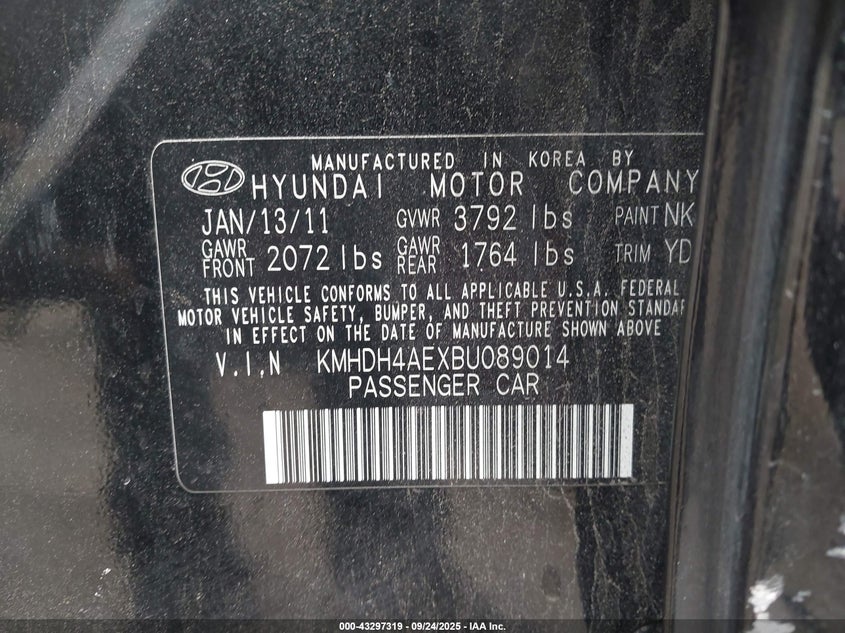 MANUFACTURED IN KOREA BY
HYUNDAI MOTOR COMPANY
JAN/13/11 GVWR 3792 lbs PAINT NK
GAWR FRONT 2072 lbs GAWR REAR 1764 lbs TRIM YD
THIS VEHICLE CONFORMS TO ALL APPLICABLE U.S.A. FEDERAL
MOTOR VEHICLE SAFETY, BUMPER, AND THEFT PREVENTION STANDAR
IN EFFECT ON THE DATE OF MANUFACTURE SHOWN ABOVE
V.I.N KMHDH4AEXBU089014
PASSENGER CAR
000-43297319 - 09/24/2025 - IAA Inc.